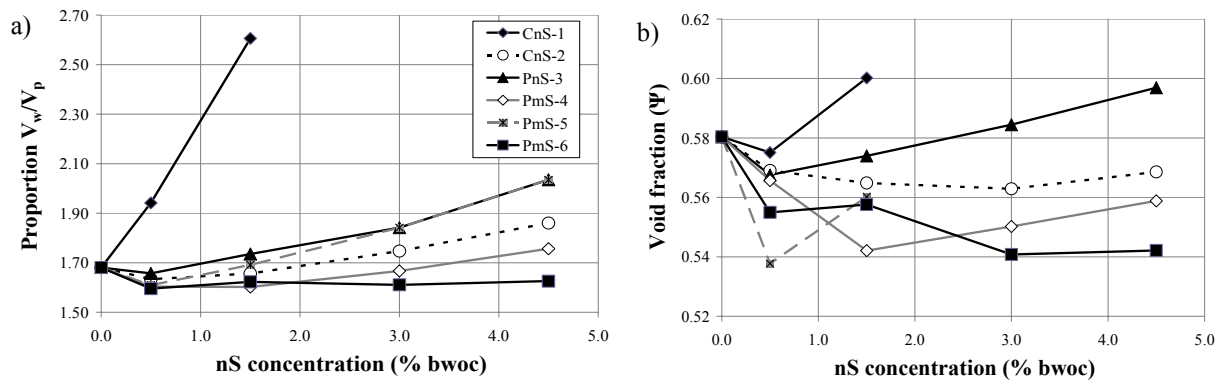 a)
Proportion Vw/Vp
2.70
2.50
2.30
2.10
1.90
1.70
1.50
0.0 1.0 2.0 3.0 4.0 5.0
nS concentration (% bwoc)
CnS-1
CnS-2
PnS-3
PmS-4
PmS-5
PmS-6
b)
Void fraction (Ψ)
0.62
0.60
0.58
0.56
0.54
0.52
0.0 1.0 2.0 3.0 4.0 5.0
nS concentration (% bwoc)